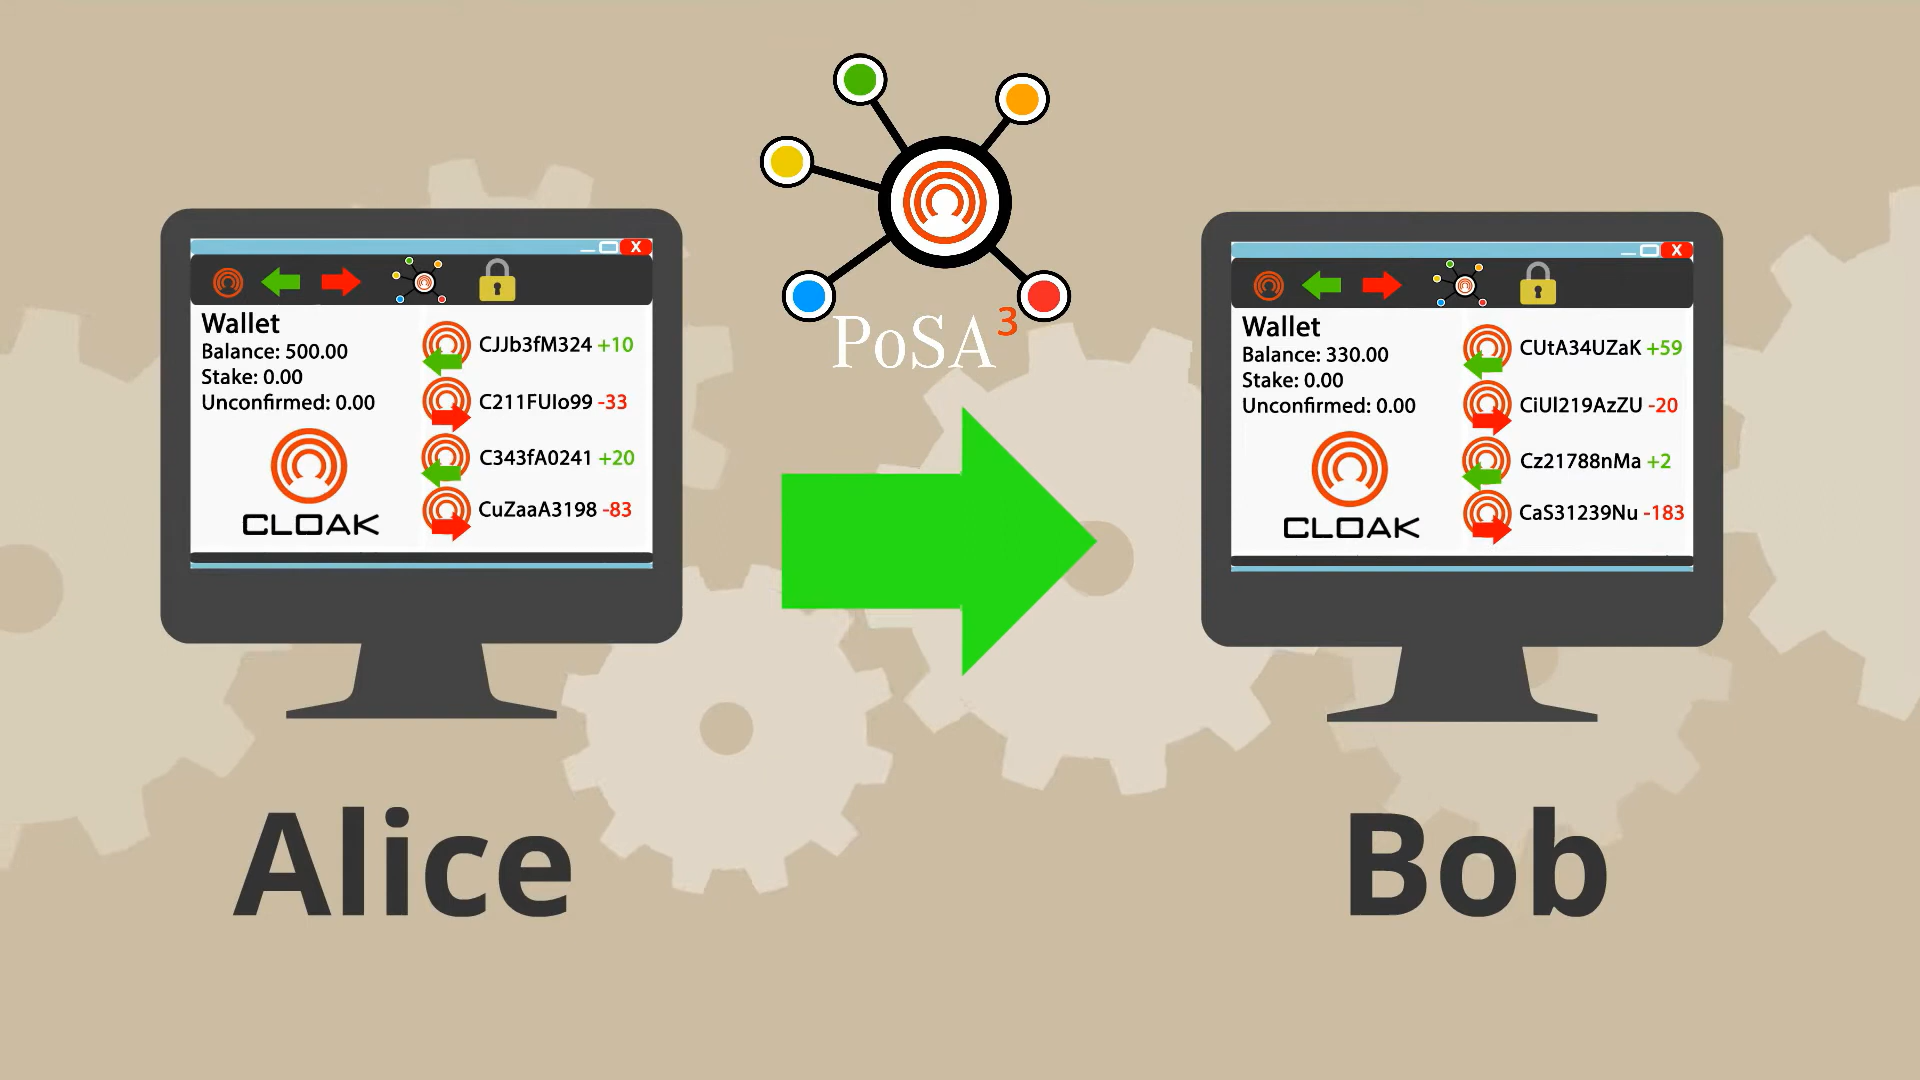 PoSA³
X
Wallet
Balance: 500.00
Stake: 0.00
Unconfirmed: 0.00
CLOAK
CJJb3fM324 +10
C211FUIo99 -33
C343fA0241 +20
CuZaaA3198 -83
X
Wallet
Balance: 330.00
Stake: 0.00
Unconfirmed: 0.00
CLOAK
CUtA34UZaK +59
CiUI219AzZU -20
Cz21788nMa +2
CaS31239Nu -183
Alice
Bob